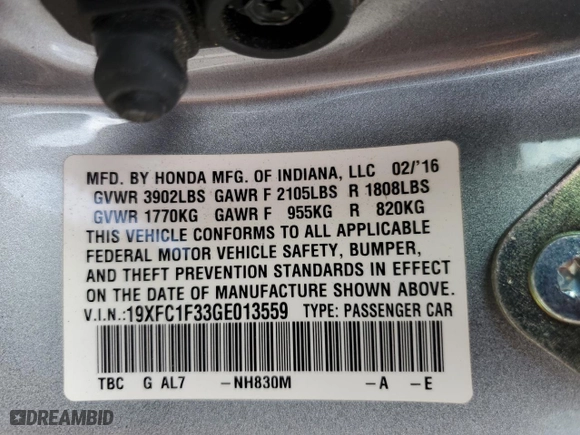 MFD. BY HONDA MFG. OF INDIANA, LLC 02/'16
GVWR 3902LBS GAWR F 2105LBS R 1808LBS
GVWR 1770KG GAWR F 955KG R 820KG
THIS VEHICLE CONFORMS TO ALL APPLICABLE
FEDERAL MOTOR VEHICLE SAFETY, BUMPER,
AND THEFT PREVENTION STANDARDS IN EFFECT
ON THE DATE OF MANUFACTURE SHOWN ABOVE.
V.I.N.:19XFC1F33GE013559 TYPE: PASSENGER CAR
TBC G AL7 -NH830M -A -E
DREAMBID